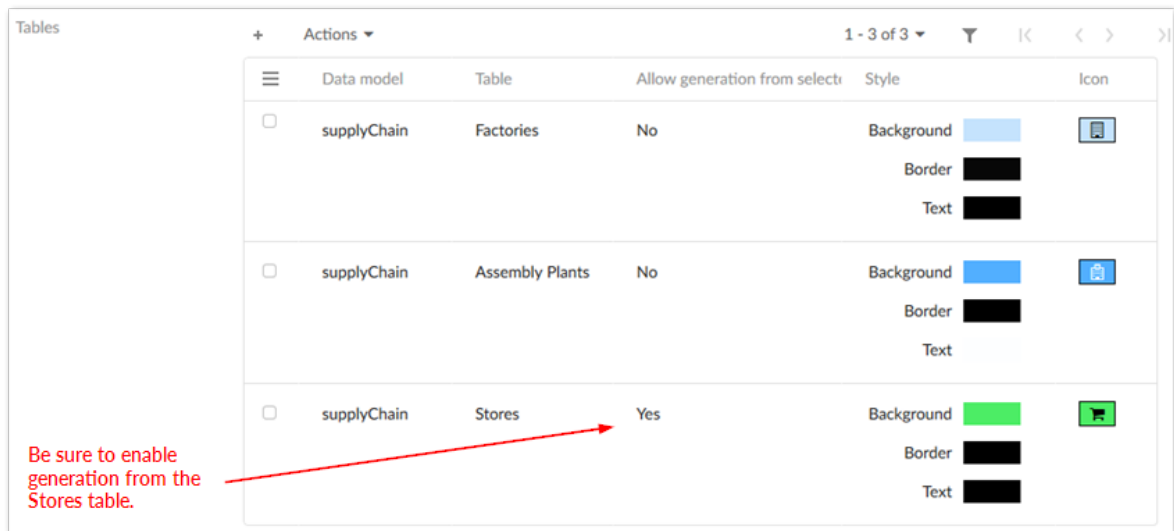 Tables
+ Actions
1 - 3 of 3
Data model Table Allow generation from selecte Style Icon
supplyChain Factories No Background
Border
Text
supplyChain Assembly Plants No Background
Border
Text
supplyChain Stores Yes Background
Border
Text
Be sure to enable
generation from the
Stores table.